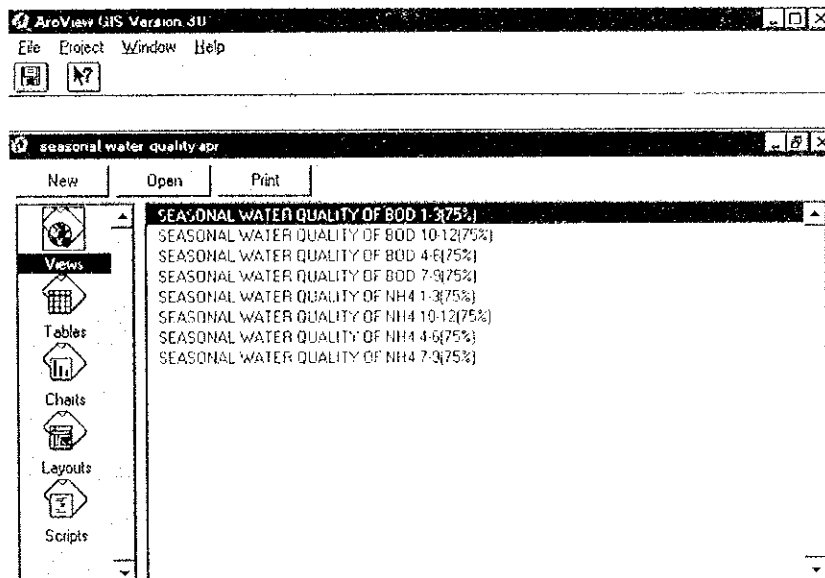 ArcView GIS Version 3.0
File Project Window Help
seasonal water quality.apr
New Open Print
SEASONAL WATER QUALITY OF BOD 1-3(75%)
SEASONAL WATER QUALITY OF BOD 10-12(75%)
SEASONAL WATER QUALITY OF BOD 4-6(75%)
SEASONAL WATER QUALITY OF BOD 7-9(75%)
SEASONAL WATER QUALITY OF NH4 1-3(75%)
SEASONAL WATER QUALITY OF NH4 10-12(75%)
SEASONAL WATER QUALITY OF NH4 4-6(75%)
SEASONAL WATER QUALITY OF NH4 7-9(75%)
Views
Tables
Charts
Layouts
Scripts